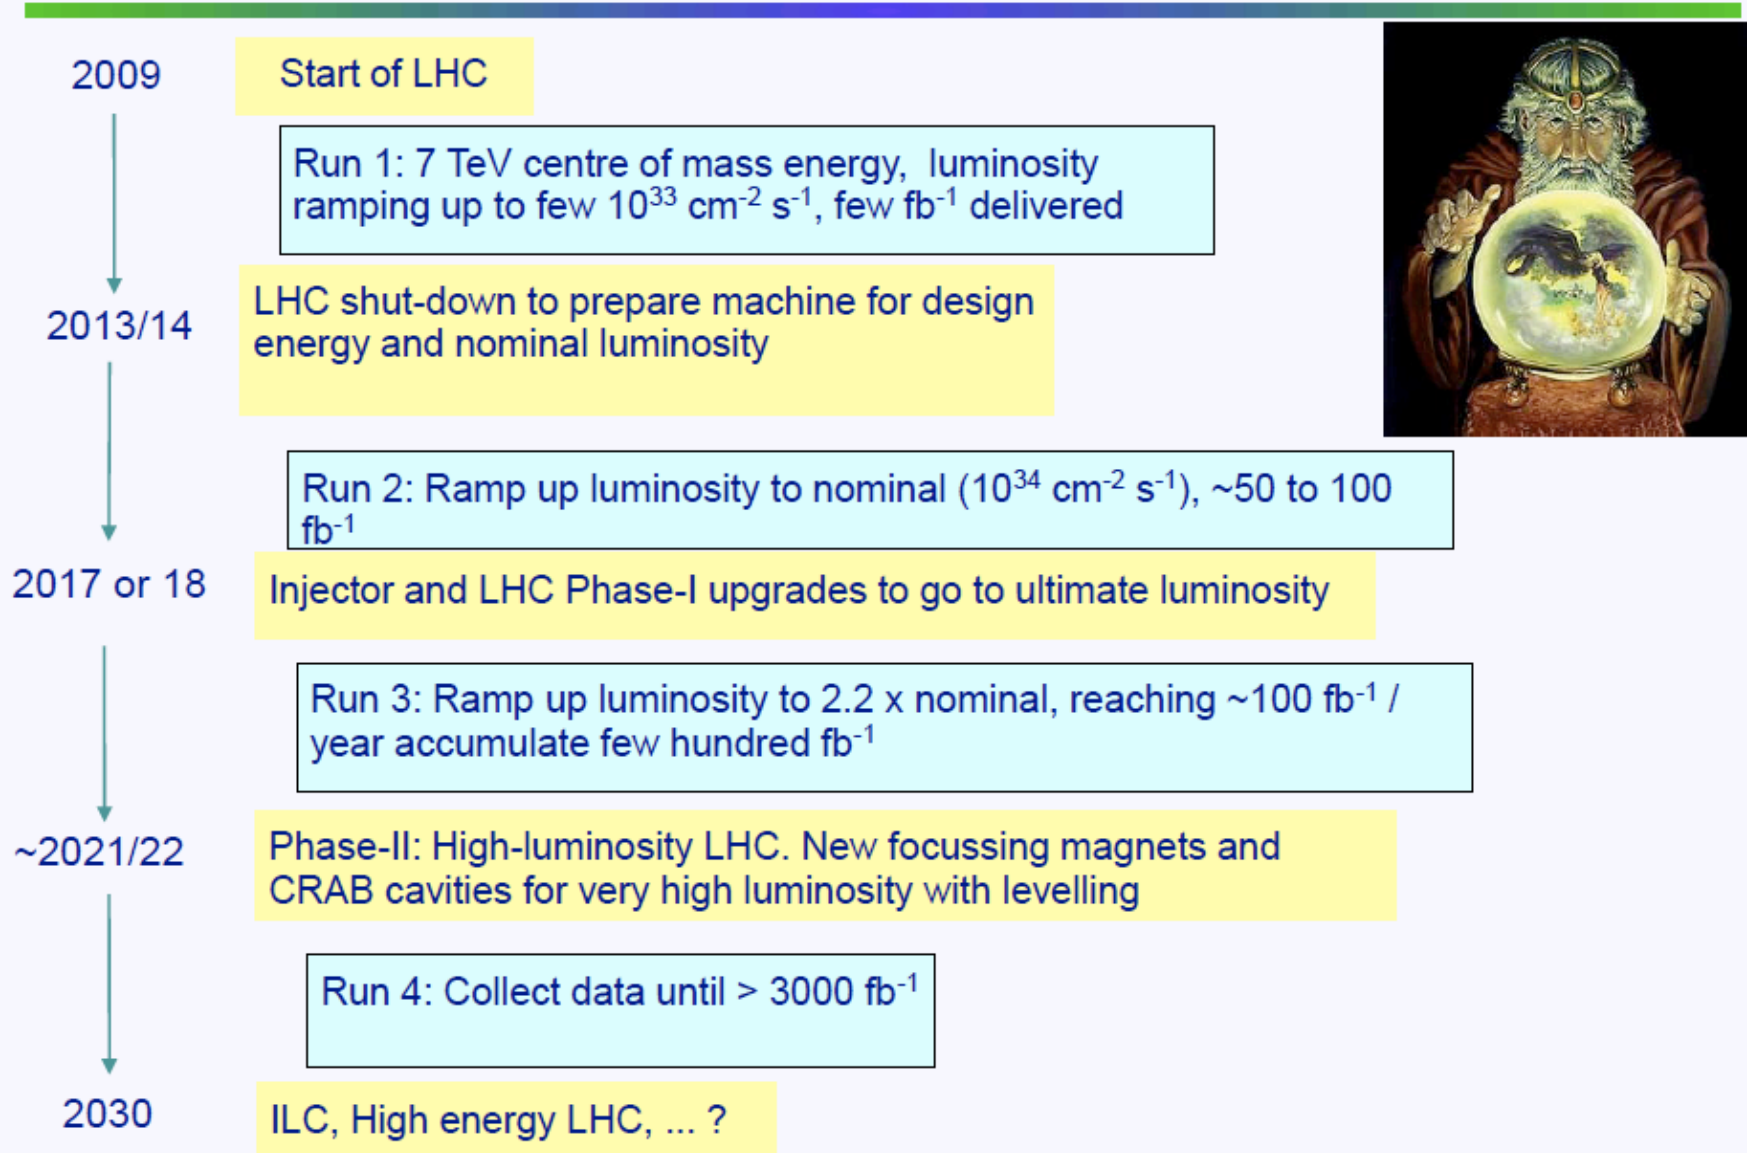 2009
Start of LHC
Run 1: 7 TeV centre of mass energy, luminosity
ramping up to few 10³³ cm⁻² s⁻¹, few fb⁻¹ delivered
2013/14
LHC shut-down to prepare machine for design
energy and nominal luminosity
Run 2: Ramp up luminosity to nominal (10³⁴ cm⁻² s⁻¹), ~50 to 100
fb⁻¹
2017 or 18
Injector and LHC Phase-I upgrades to go to ultimate luminosity
Run 3: Ramp up luminosity to 2.2 x nominal, reaching ~100 fb⁻¹ /
year accumulate few hundred fb⁻¹
~2021/22
Phase-II: High-luminosity LHC. New focussing magnets and
CRAB cavities for very high luminosity with levelling
Run 4: Collect data until > 3000 fb⁻¹
2030
ILC, High energy LHC, ... ?